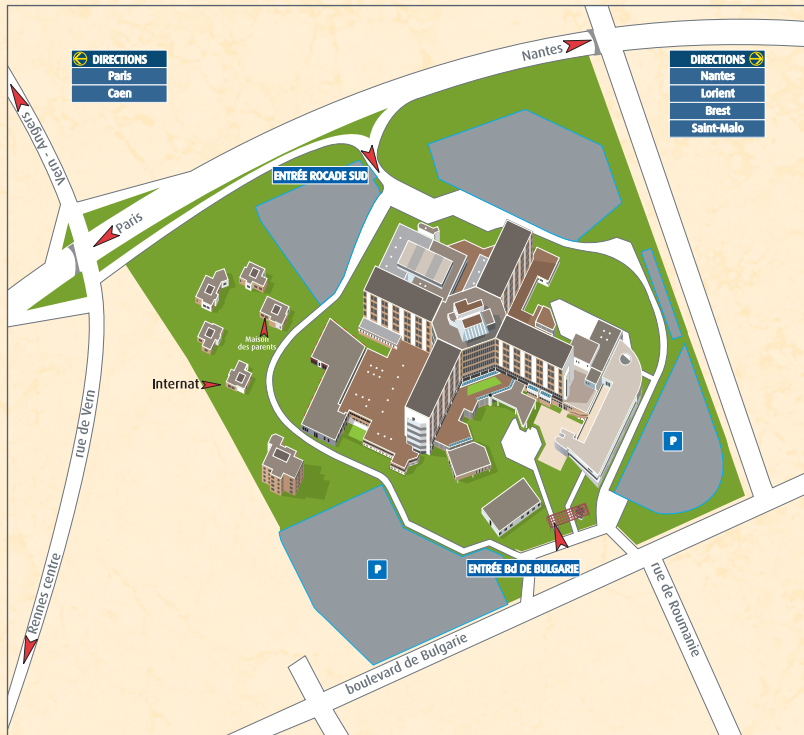 DIRECTIONS
Paris
Caen
Nantes
DIRECTIONS
Nantes
Lorient
Brest
Saint-Malo
Vern - Angers
ENTRÉE ROCADE SUD
Paris
Maison
des parents
Internat
rue de Vern
P
P
ENTRÉE Bd DE BULGARIE
Rennes centre
rue de Roumanie
boulevard de Bulgarie